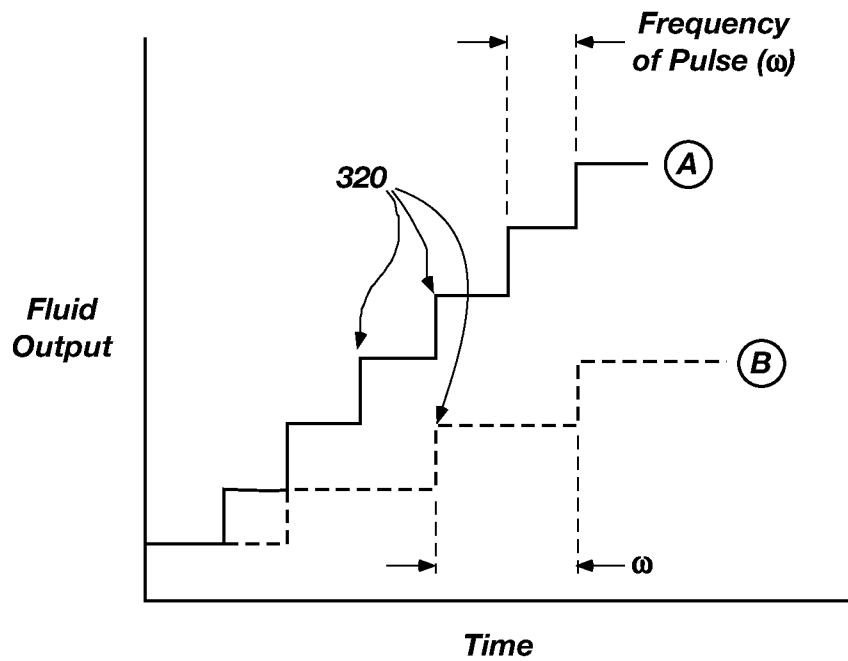 Frequency
of Pulse (ω)
A
320
Fluid
Output
B
ω
Time